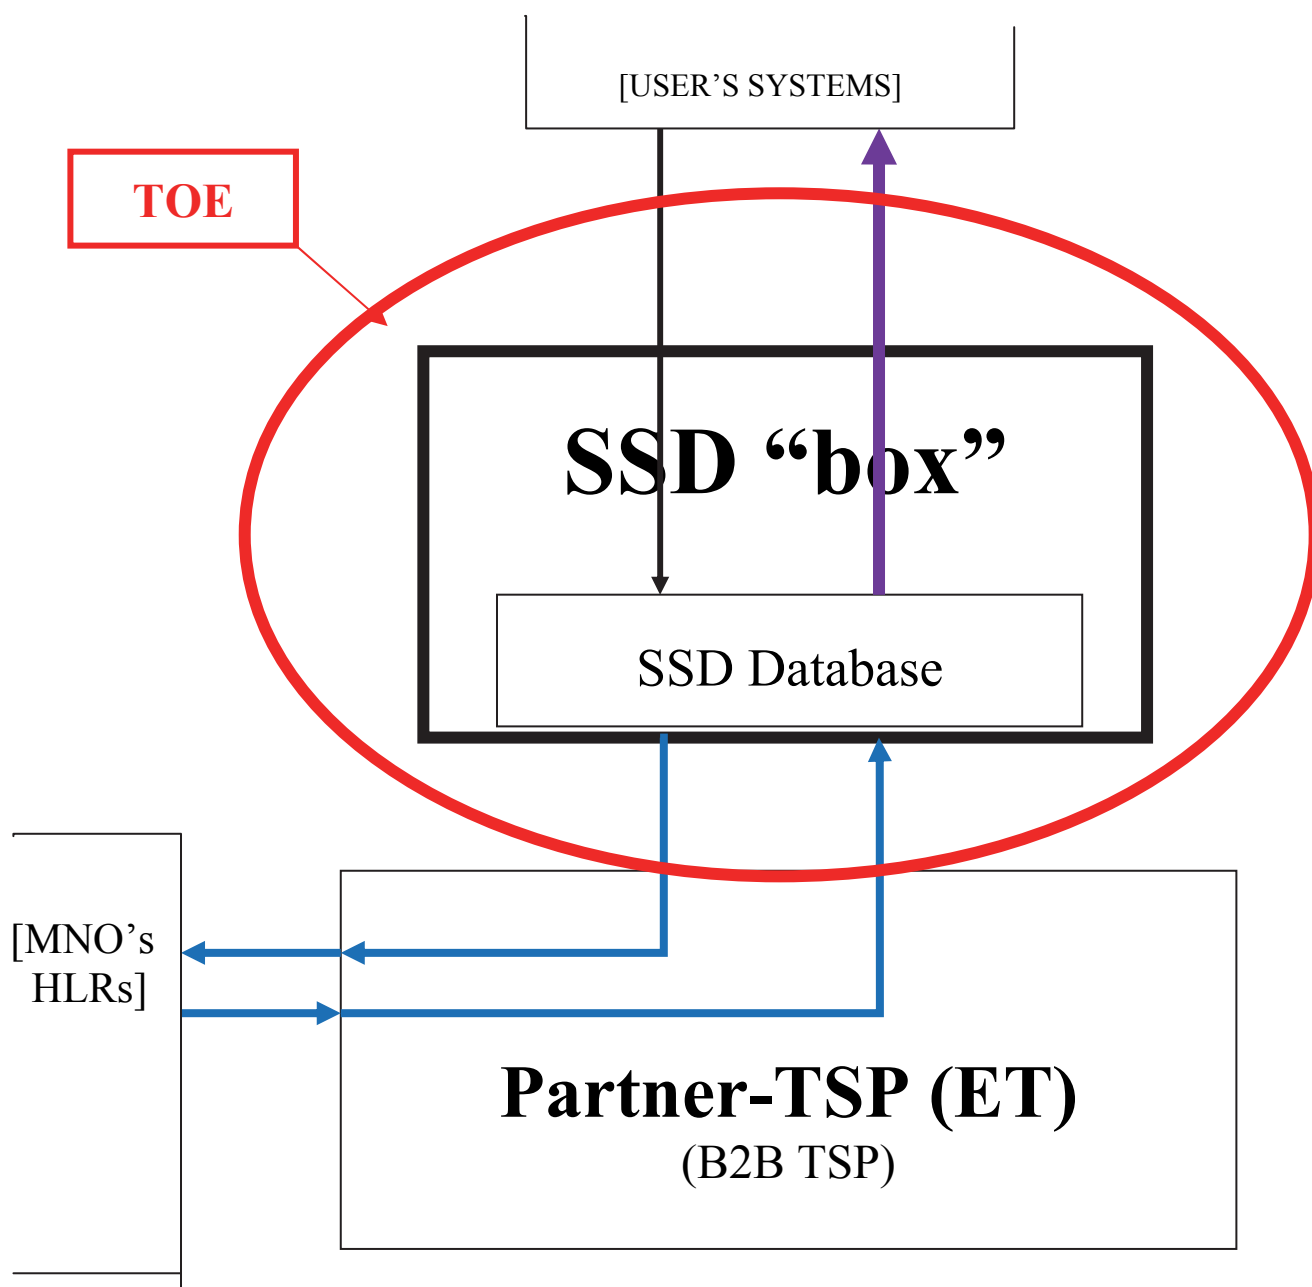 [USER’S SYSTEMS]
TOE
SSD “box”
SSD Database
[MNO’s
HLRs]
Partner-TSP (ET)
(B2B TSP)